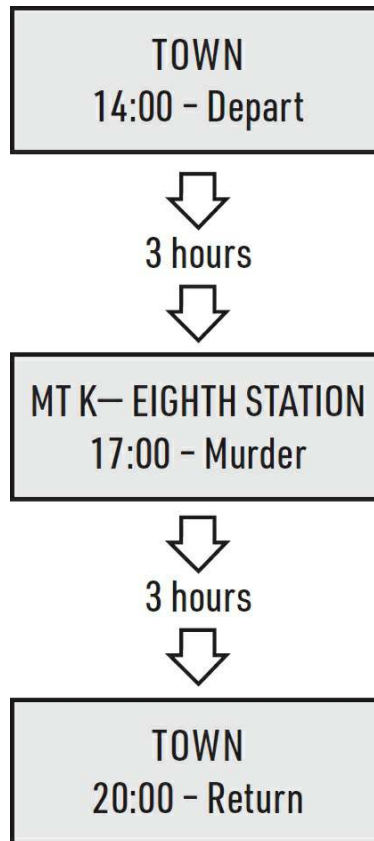 TOWN
14:00 – Depart
3 hours
MT K— EIGHTH STATION
17:00 – Murder
3 hours
TOWN
20:00 – Return